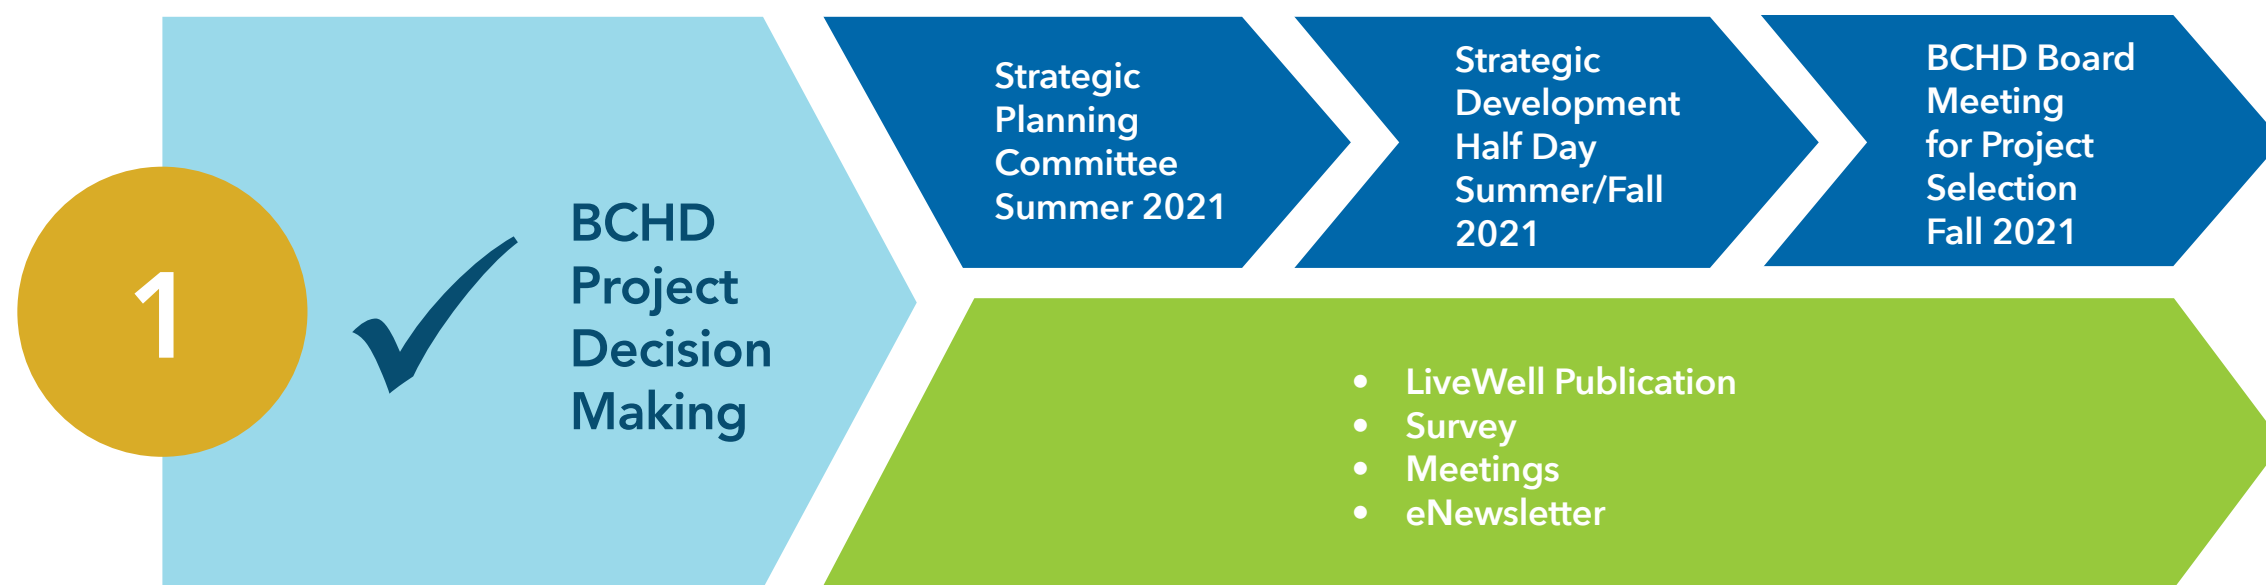 1
BCHD
Project
Decision
Making
Strategic
Planning
Committee
Summer 2021
Strategic
Development
Half Day
Summer/Fall
2021
BCHD Board
Meeting
for Project
Selection
Fall 2021
• LiveWell Publication
• Survey
• Meetings
• eNewsletter